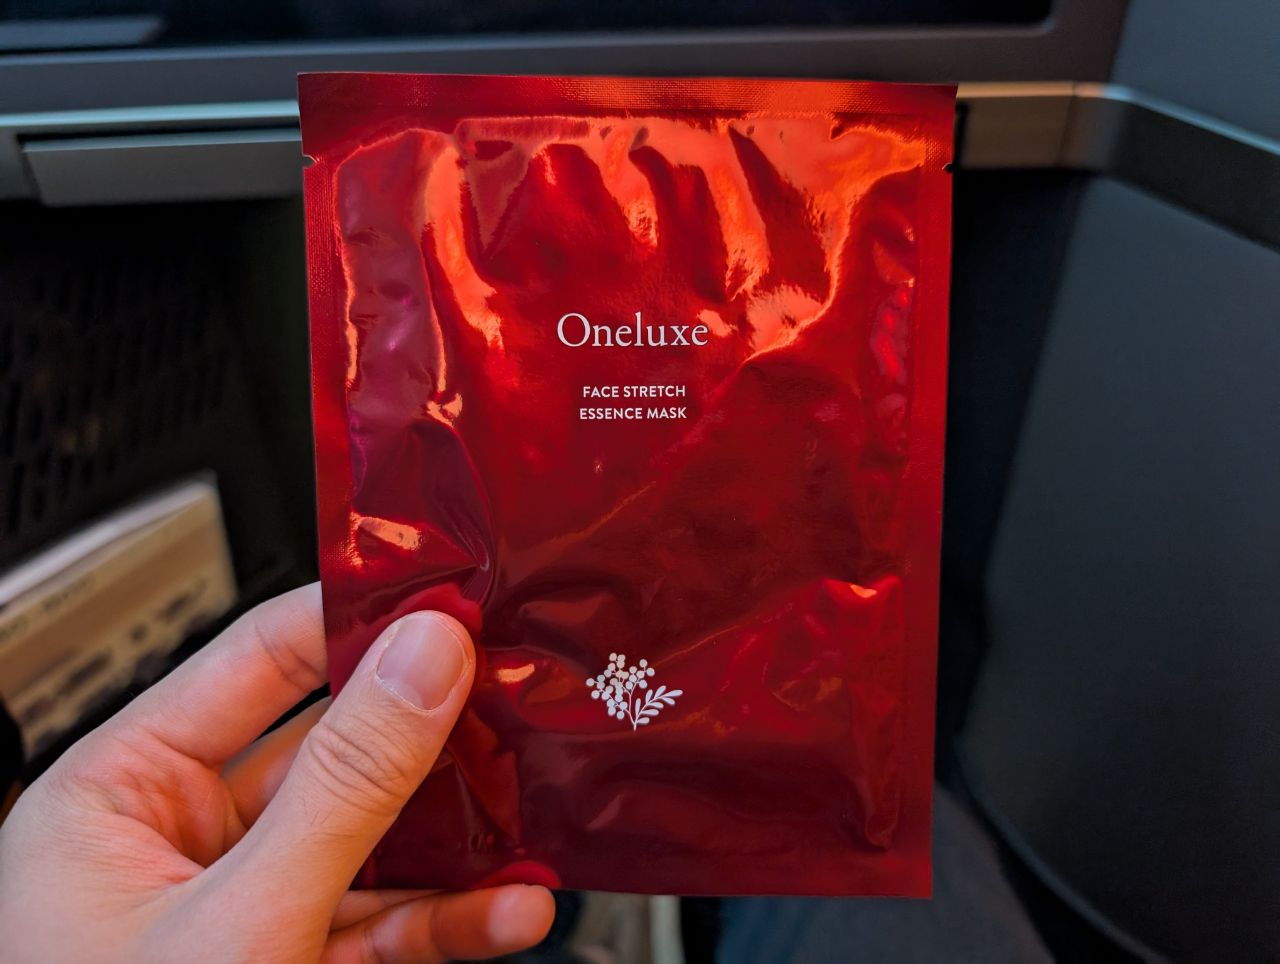 Oneluxe
FACE STRETCH
ESSENCE MASK